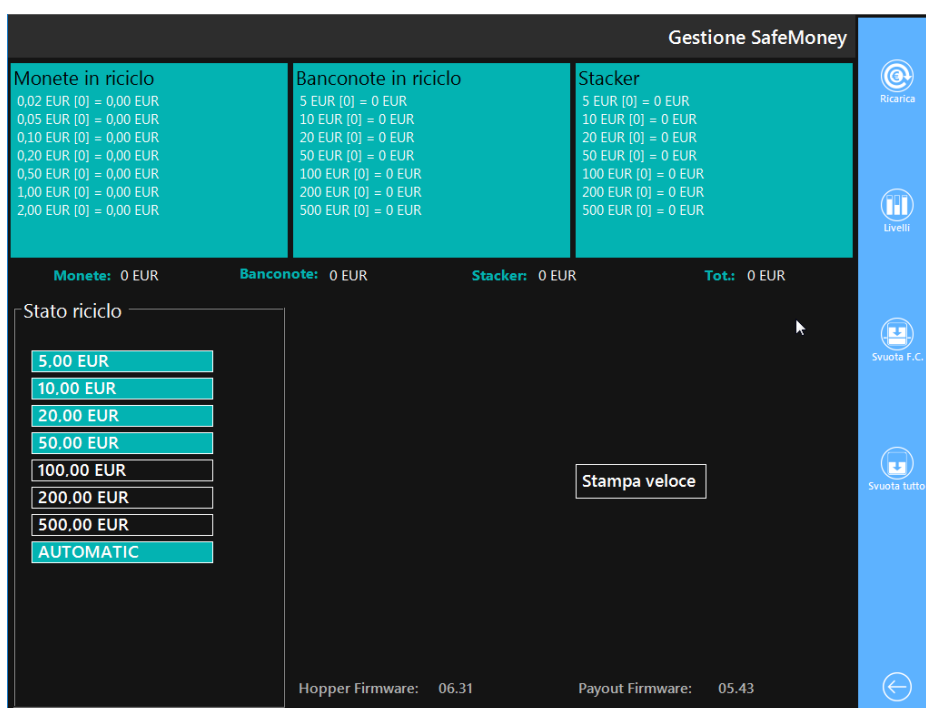 Gestione SafeMoney
Monete in riciclo
0,02 EUR [0] = 0,00 EUR
0,05 EUR [0] = 0,00 EUR
0,10 EUR [0] = 0,00 EUR
0,20 EUR [0] = 0,00 EUR
0,50 EUR [0] = 0,00 EUR
1,00 EUR [0] = 0,00 EUR
2,00 EUR [0] = 0,00 EUR
Banconote in riciclo
5 EUR [0] = 0 EUR
10 EUR [0] = 0 EUR
20 EUR [0] = 0 EUR
50 EUR [0] = 0 EUR
100 EUR [0] = 0 EUR
200 EUR [0] = 0 EUR
500 EUR [0] = 0 EUR
Stacker
5 EUR [0] = 0 EUR
10 EUR [0] = 0 EUR
20 EUR [0] = 0 EUR
50 EUR [0] = 0 EUR
100 EUR [0] = 0 EUR
200 EUR [0] = 0 EUR
500 EUR [0] = 0 EUR
Monete: 0 EUR Banconote: 0 EUR Stacker: 0 EUR Tot.: 0 EUR
Stato riciclo
5,00 EUR
10,00 EUR
20,00 EUR
50,00 EUR
100,00 EUR
200,00 EUR
500,00 EUR
AUTOMATIC
Stampa veloce
Hopper Firmware: 06.31 Payout Firmware: 05.43
Ricarica
Livelli
Svuota F.C.
Svuota tutto